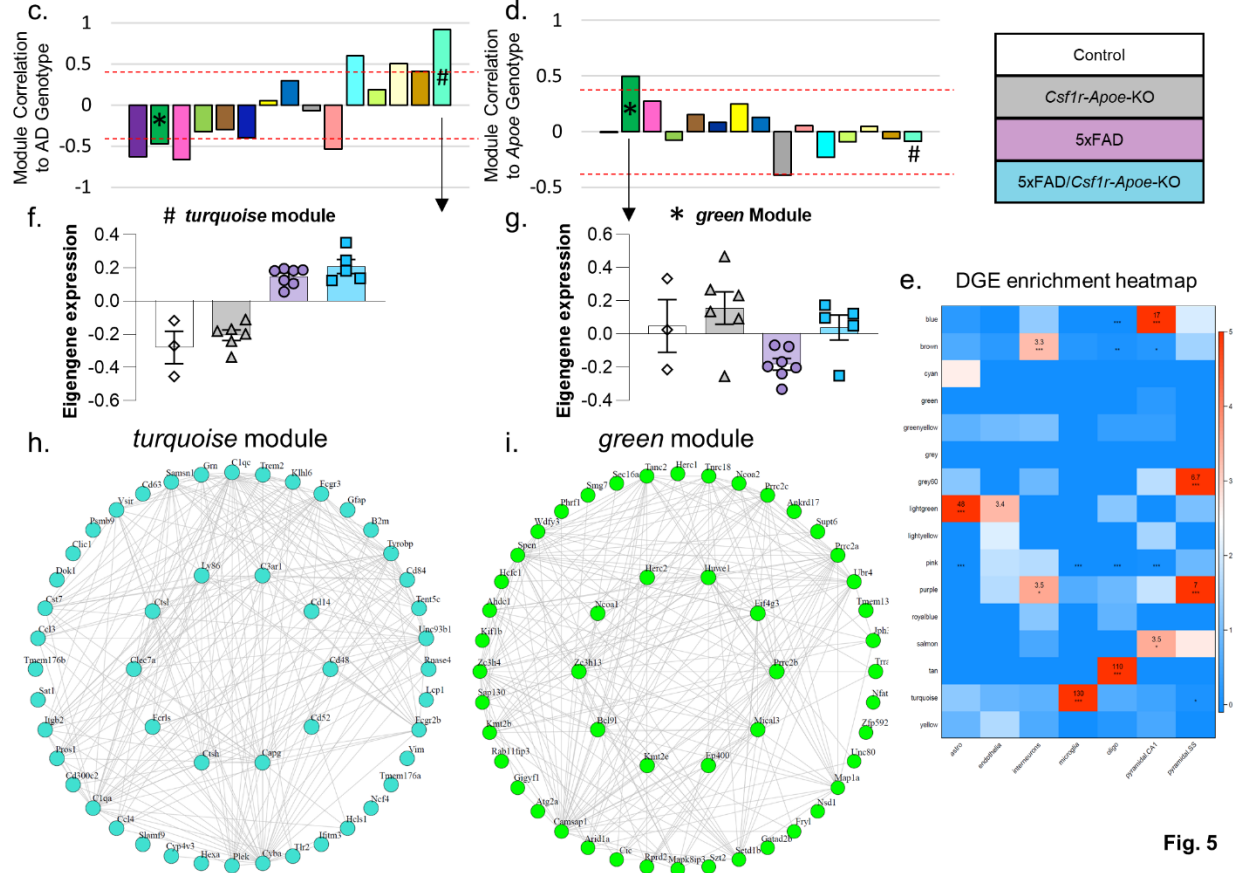 c.
Module Correlation
to AD Genotype
1
0.5
0
-0.5
-1
*
#
d.
Module Correlation
to Apoe Genotype
1
0.5
0
-0.5
*
#
Control
Csf1r-Apoe-KO
5xFAD
5xFAD/Csf1r-Apoe-KO
# turquoise module
f.
Eigengene expression
0.4
0.2
0.0
-0.2
-0.4
-0.6
* green Module
g.
Eigengene expression
0.6
0.4
0.2
0.0
-0.2
-0.4
e.
DGE enrichment heatmap
blue
***
17
***
brown
3.3
***
**
*
cyan
green
greenyellow
grey
grey60
6.7
***
lightgreen
46
***
3.4
lightyellow
pink
***
***
***
***
purple
3.5
*
7
***
royelblue
salmon
3.5
*
tan
110
***
turquoise
130
***
*
yellow
astro
endothelia
interneurons
microglia
oligo
pyramidal.CA1
pyramidal.SS
5
4
3
2
1
0
h.
turquoise module
C1qc
Trem2
Klhl6
Fcgr3
Gfap
B2m
Tyrobp
Cd84
Tent5c
Unc93b1
Rnase4
Lcp1
Fcgr2b
Vim
Tmem176a
Ncf4
Hcls1
Ifitm3
Tlr2
Cyba
Plek
Hexa
Cyp4v3
Slamf9
Ccl4
C1qa
Cd300c2
Pros1
Itgb2
Sat1
Tmem176b
Ccl3
Cst7
Dok1
Clic1
Psmb9
Vsir
Cd63
Samsn1
Grn
Ly86
C3ar1
Cd14
Cd48
Cd52
Capg
Ctsh
Fcrls
Clec7a
Ctsl
i.
green module
Herc1
Tnrc18
Ncoa2
Prrc2c
Ankrd17
Supt6
Prrc2a
Ubr4
Tmem13
Zfp592
Unc80
Map1a
Nsd1
Fryl
Gatad2b
Setd1b
Szt2
Mapk8ip3
Rprd2
Cic
Arid1a
Camsap1
Atg2a
Gigyf1
Rab11fip3
Kmt2b
Sap130
Zc3h4
Kif1b
Ahdc1
Hcfc1
Spen
Wdfy3
Phrf1
Smg7
Sec16a
Tanc2
Herc2
Huwe1
Eif4g3
Prrc2b
Mical3
Ep400
Kmt2e
Bcl9l
Zc3h13
Ncoa1
Fig. 5